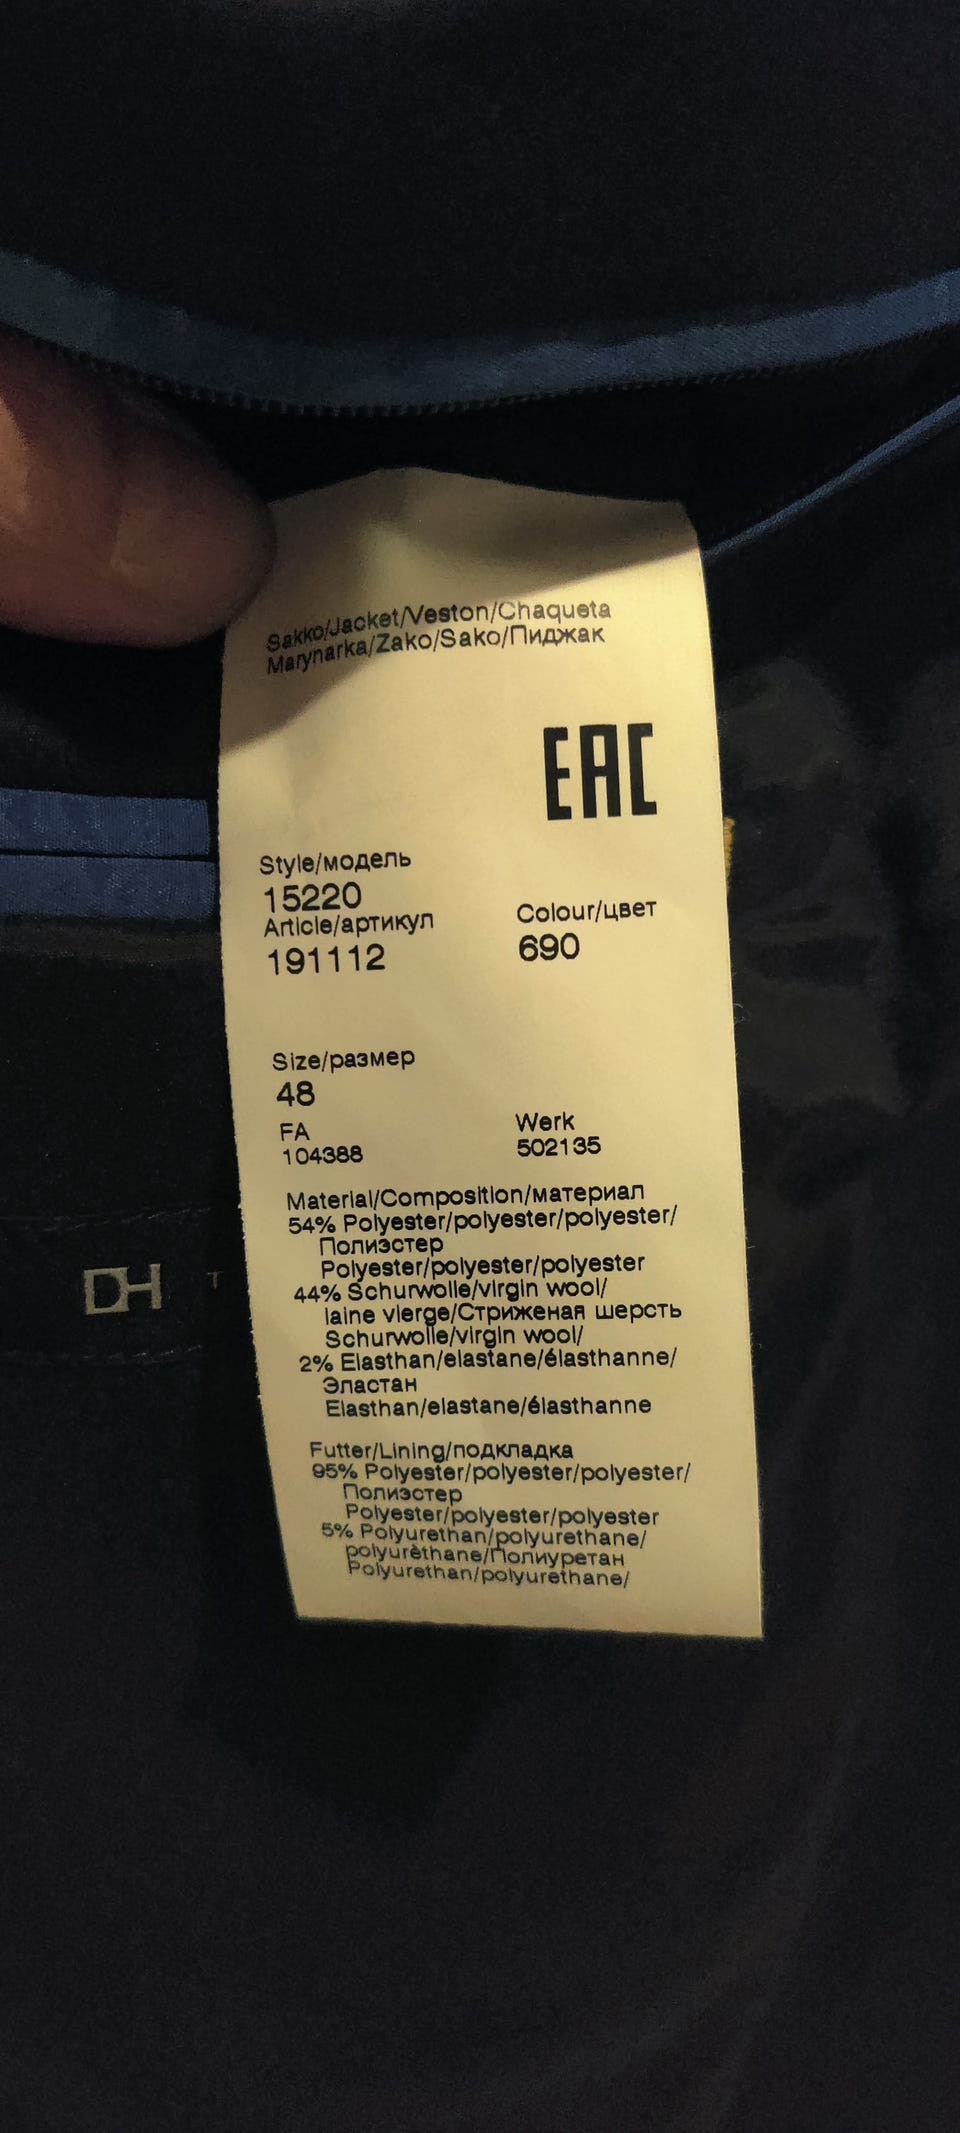 Sakko/Jacket/Veston/Chaqueta
Marynarka/Zako/Sako/Пиджак
EAC
Style/модель
15220
Article/артикул
191112
Colour/цвет
690
Size/размер
48
FA
104388
Werk
502135
Material/Composition/материал
54% Polyester/polyester/polyester/
Полиэстер
Polyester/polyester/polyester
44% Schurwolle/virgin wool/
laine vierge/Стриженая шерсть
Schurwolle/virgin wool/
2% Elasthan/elastane/élasthanne/
Эластан
Elasthan/elastane/élasthanne
Futter/Lining/подкладка
95% Polyester/polyester/polyester/
Полиэстер
Polyester/polyester/polyester
5% Polyurethan/polyurethane/
polyurèthane/Полиуретан
Polyurethan/polyurethane/
DH T